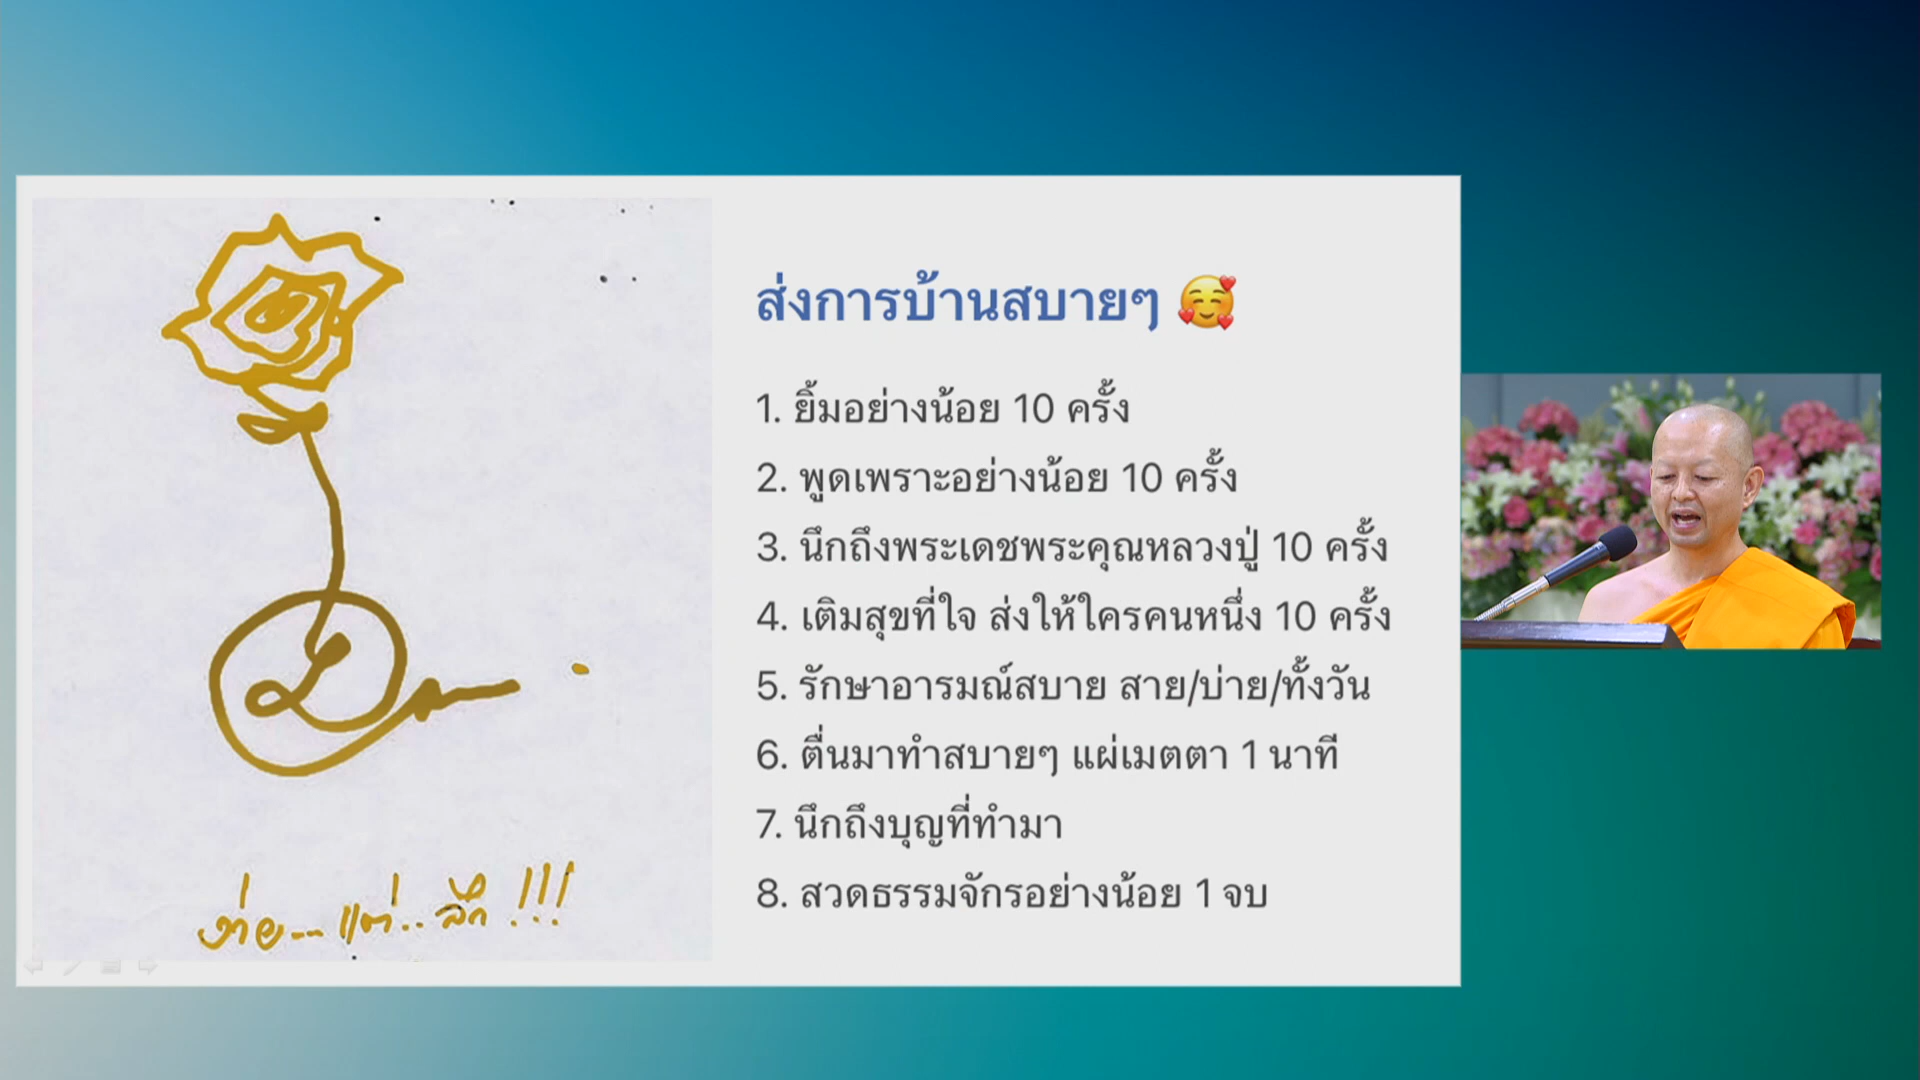 ส่งการบ้านสบายๆ 🥰
1. ยิ้มอย่างน้อย 10 ครั้ง
2. พูดเพราะอย่างน้อย 10 ครั้ง
3. นึกถึงพระเดชพระคุณหลวงปู่ 10 ครั้ง
4. เติมสุขที่ใจ ส่งให้ใครคนหนึ่ง 10 ครั้ง
5. รักษาอารมณ์สบาย สาย/บ่าย/ทั้งวัน
6. ตื่นมาทำสบายๆ แผ่เมตตา 1 นาที
7. นึกถึงบุญที่ทำมา
8. สวดธรรมจักรอย่างน้อย 1 จบ
ง่าย-- แต่.. ลึก !!!